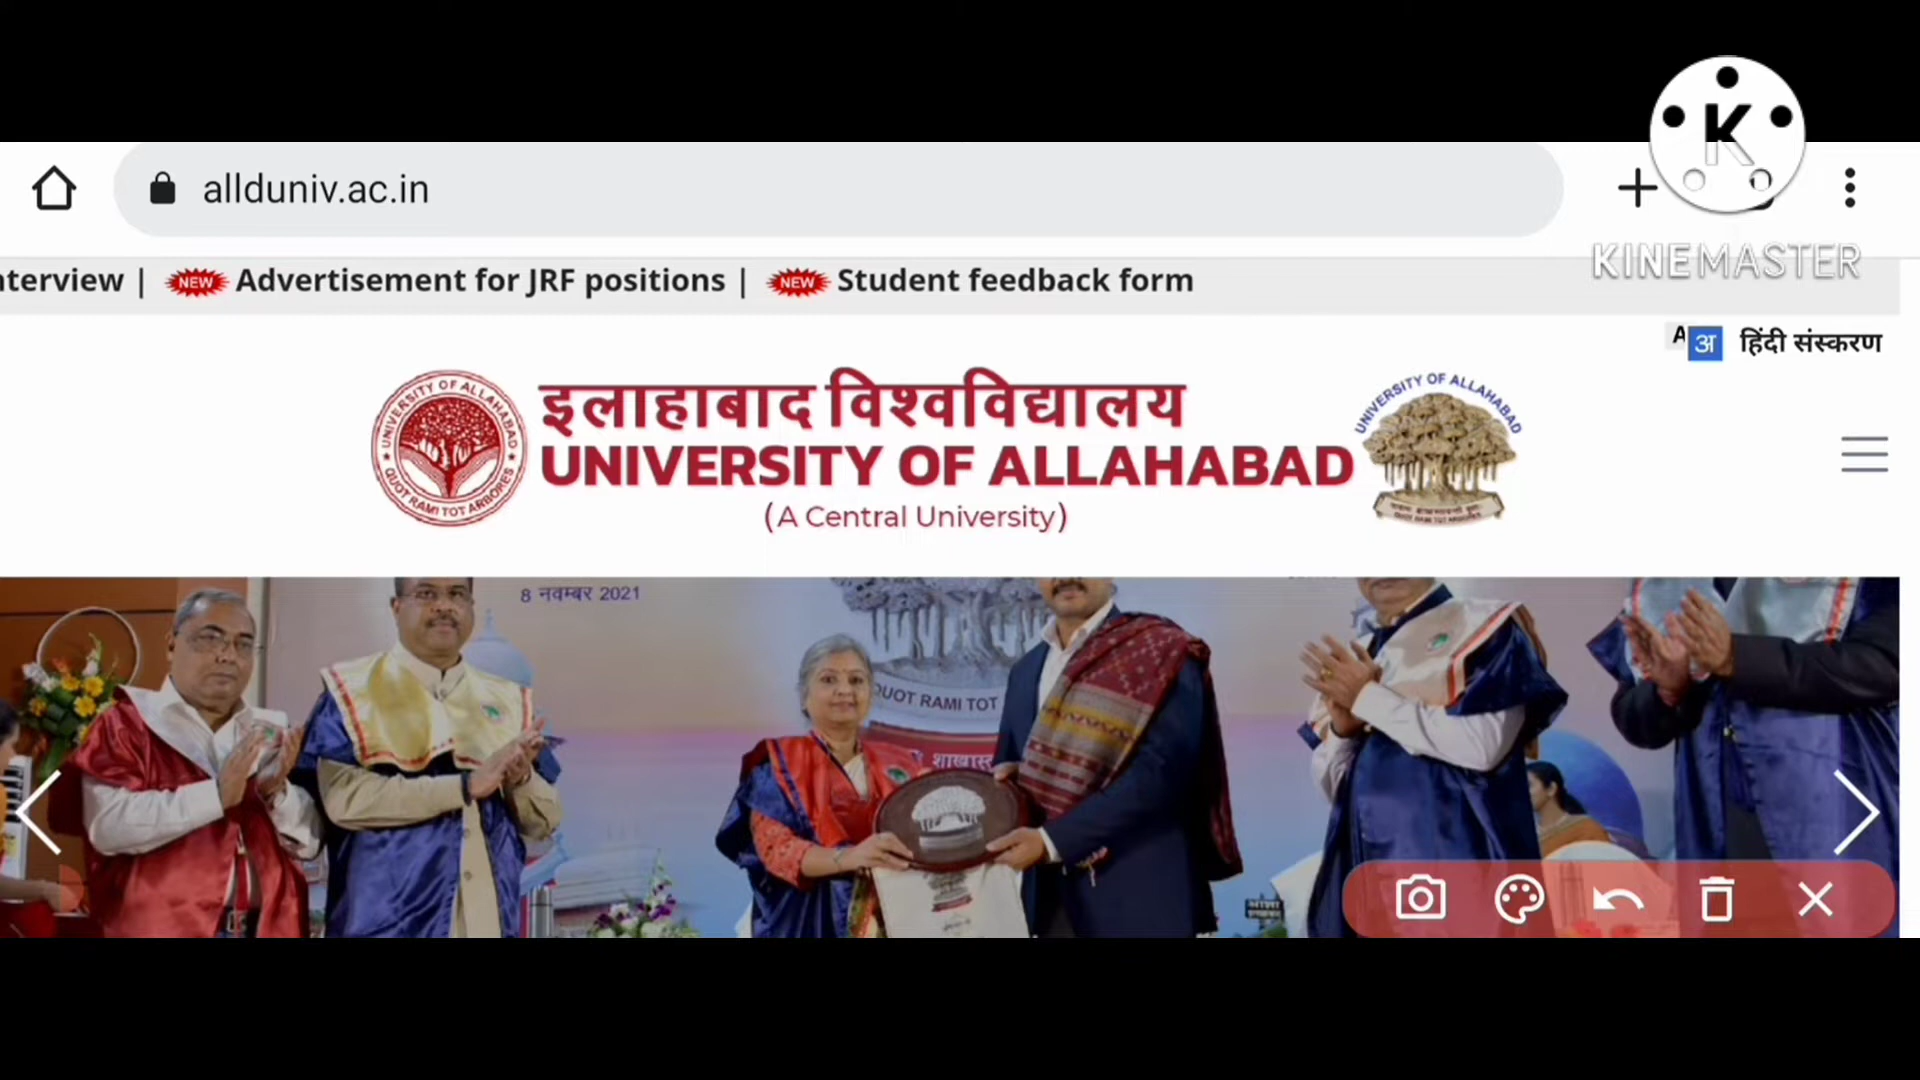 KINEMASTER
allduniv.ac.in
nterview | NEW Advertisement for JRF positions | NEW Student feedback form
A अ हिंदी संस्करण
UNIVERSITY OF ALLAHABAD
QUOT RAMI TOT ARBORES
इलाहाबाद विश्वविद्यालय
UNIVERSITY OF ALLAHABAD
(A Central University)
UNIVERSITY OF ALLAHABAD
8 नवम्बर 2021
QUOT RAMI TOT